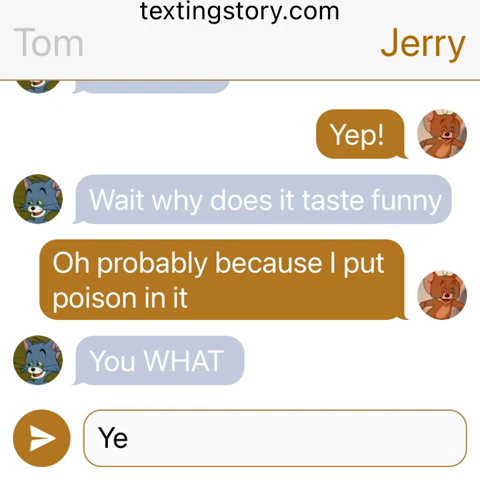 textingstory.com
Tom
Jerry
Yep!
Wait why does it taste funny
Oh probably because I put
poison in it
You WHAT
Ye